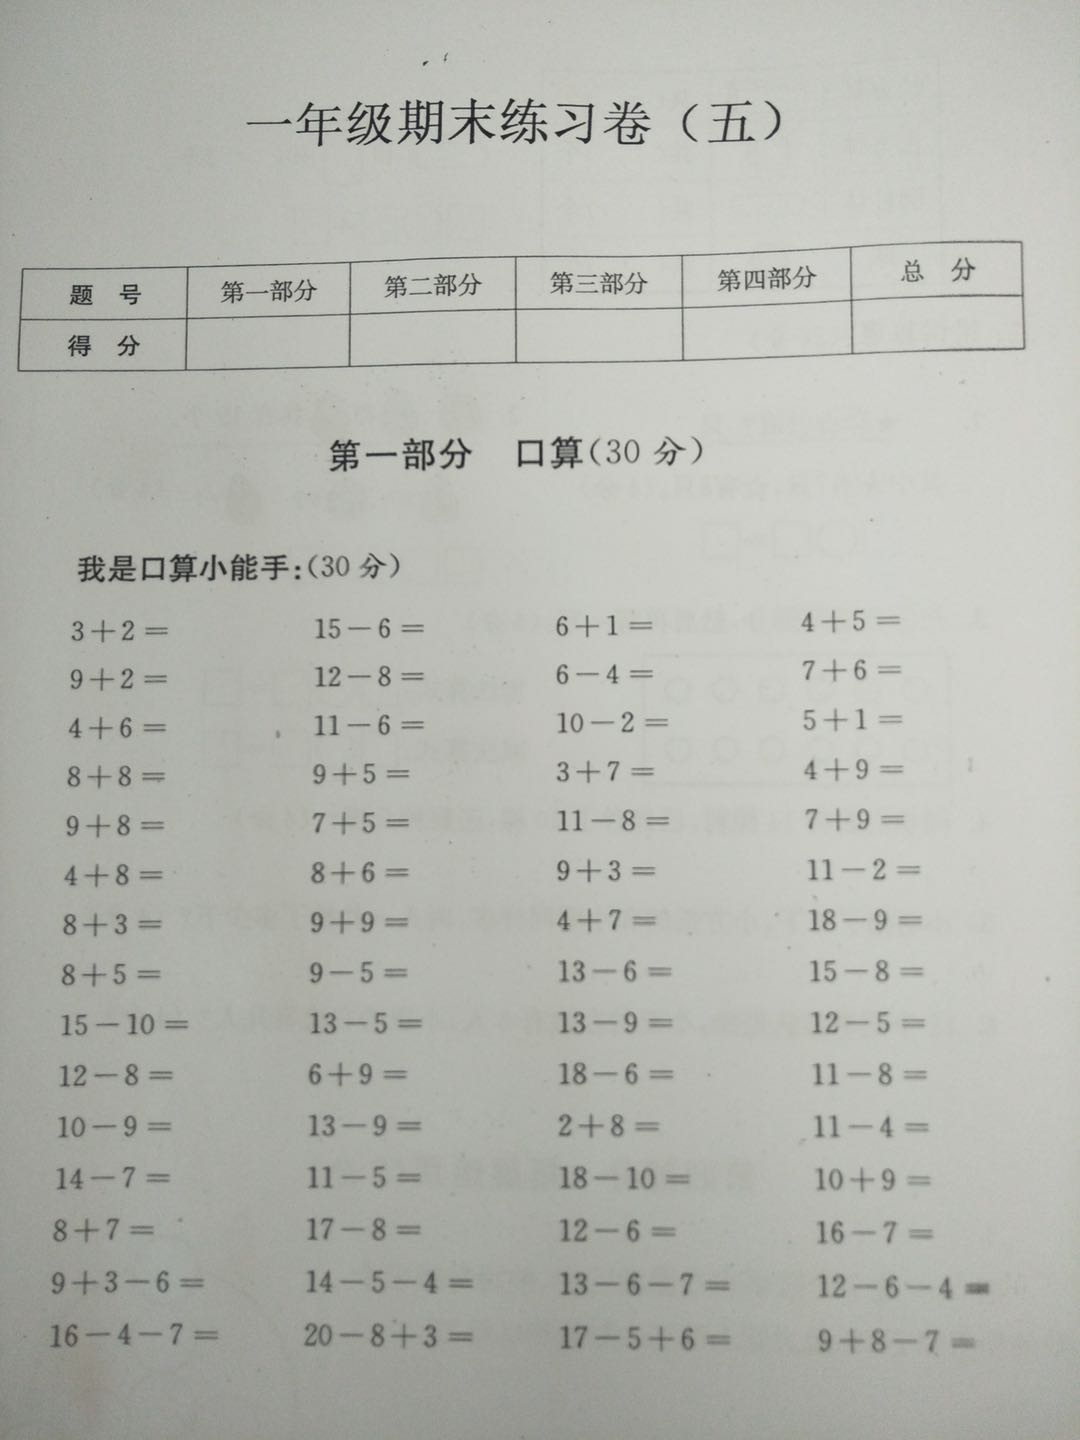 一年级期末练习卷（五）
题 号 第一部分 第二部分 第三部分 第四部分 总 分
得 分
第一部分 口算（30 分）
我是口算小能手：（30 分）
3＋2＝ 15－6＝ 6＋1＝ 4＋5＝
9＋2＝ 12－8＝ 6－4＝ 7＋6＝
4＋6＝ 11－6＝ 10－2＝ 5＋1＝
8＋8＝ 9＋5＝ 3＋7＝ 4＋9＝
9＋8＝ 7＋5＝ 11－8＝ 7＋9＝
4＋8＝ 8＋6＝ 9＋3＝ 11－2＝
8＋3＝ 9＋9＝ 4＋7＝ 18－9＝
8＋5＝ 9－5＝ 13－6＝ 15－8＝
15－10＝ 13－5＝ 13－9＝ 12－5＝
12－8＝ 6＋9＝ 18－6＝ 11－8＝
10－9＝ 13－9＝ 2＋8＝ 11－4＝
14－7＝ 11－5＝ 18－10＝ 10＋9＝
8＋7＝ 17－8＝ 12－6＝ 16－7＝
9＋3－6＝ 14－5－4＝ 13－6－7＝ 12－6－4＝
16－4－7＝ 20－8＋3＝ 17－5＋6＝ 9＋8－7＝